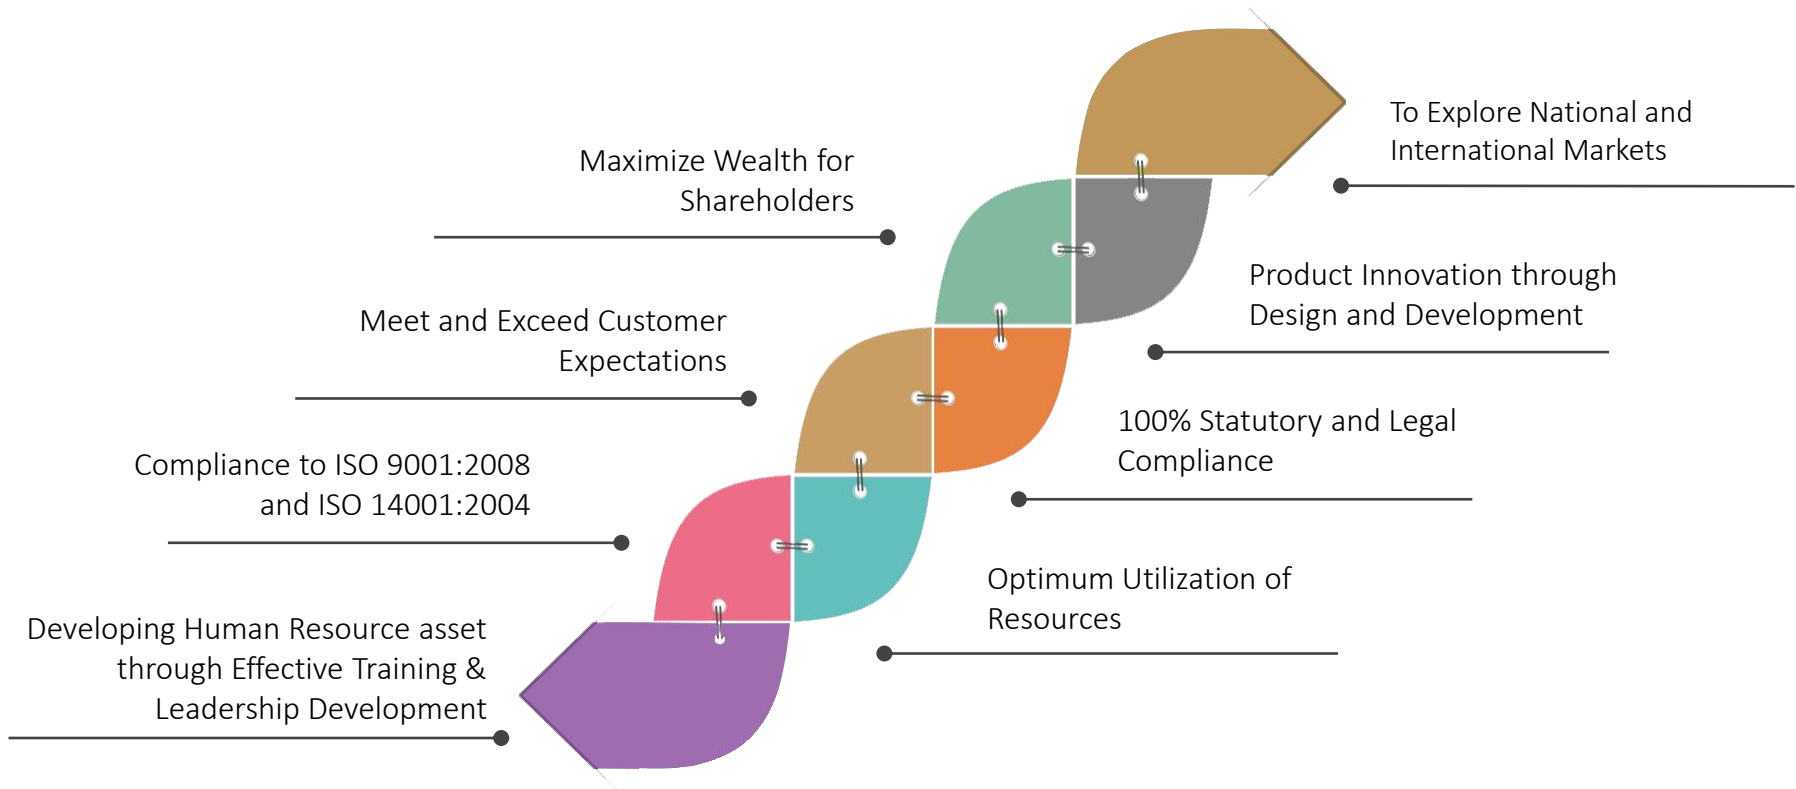 To Explore National and
International Markets
Maximize Wealth for
Shareholders
Product Innovation through
Design and Development
Meet and Exceed Customer
Expectations
100% Statutory and Legal
Compliance
Compliance to ISO 9001:2008
and ISO 14001:2004
Optimum Utilization of
Resources
Developing Human Resource asset
through Effective Training &
Leadership Development